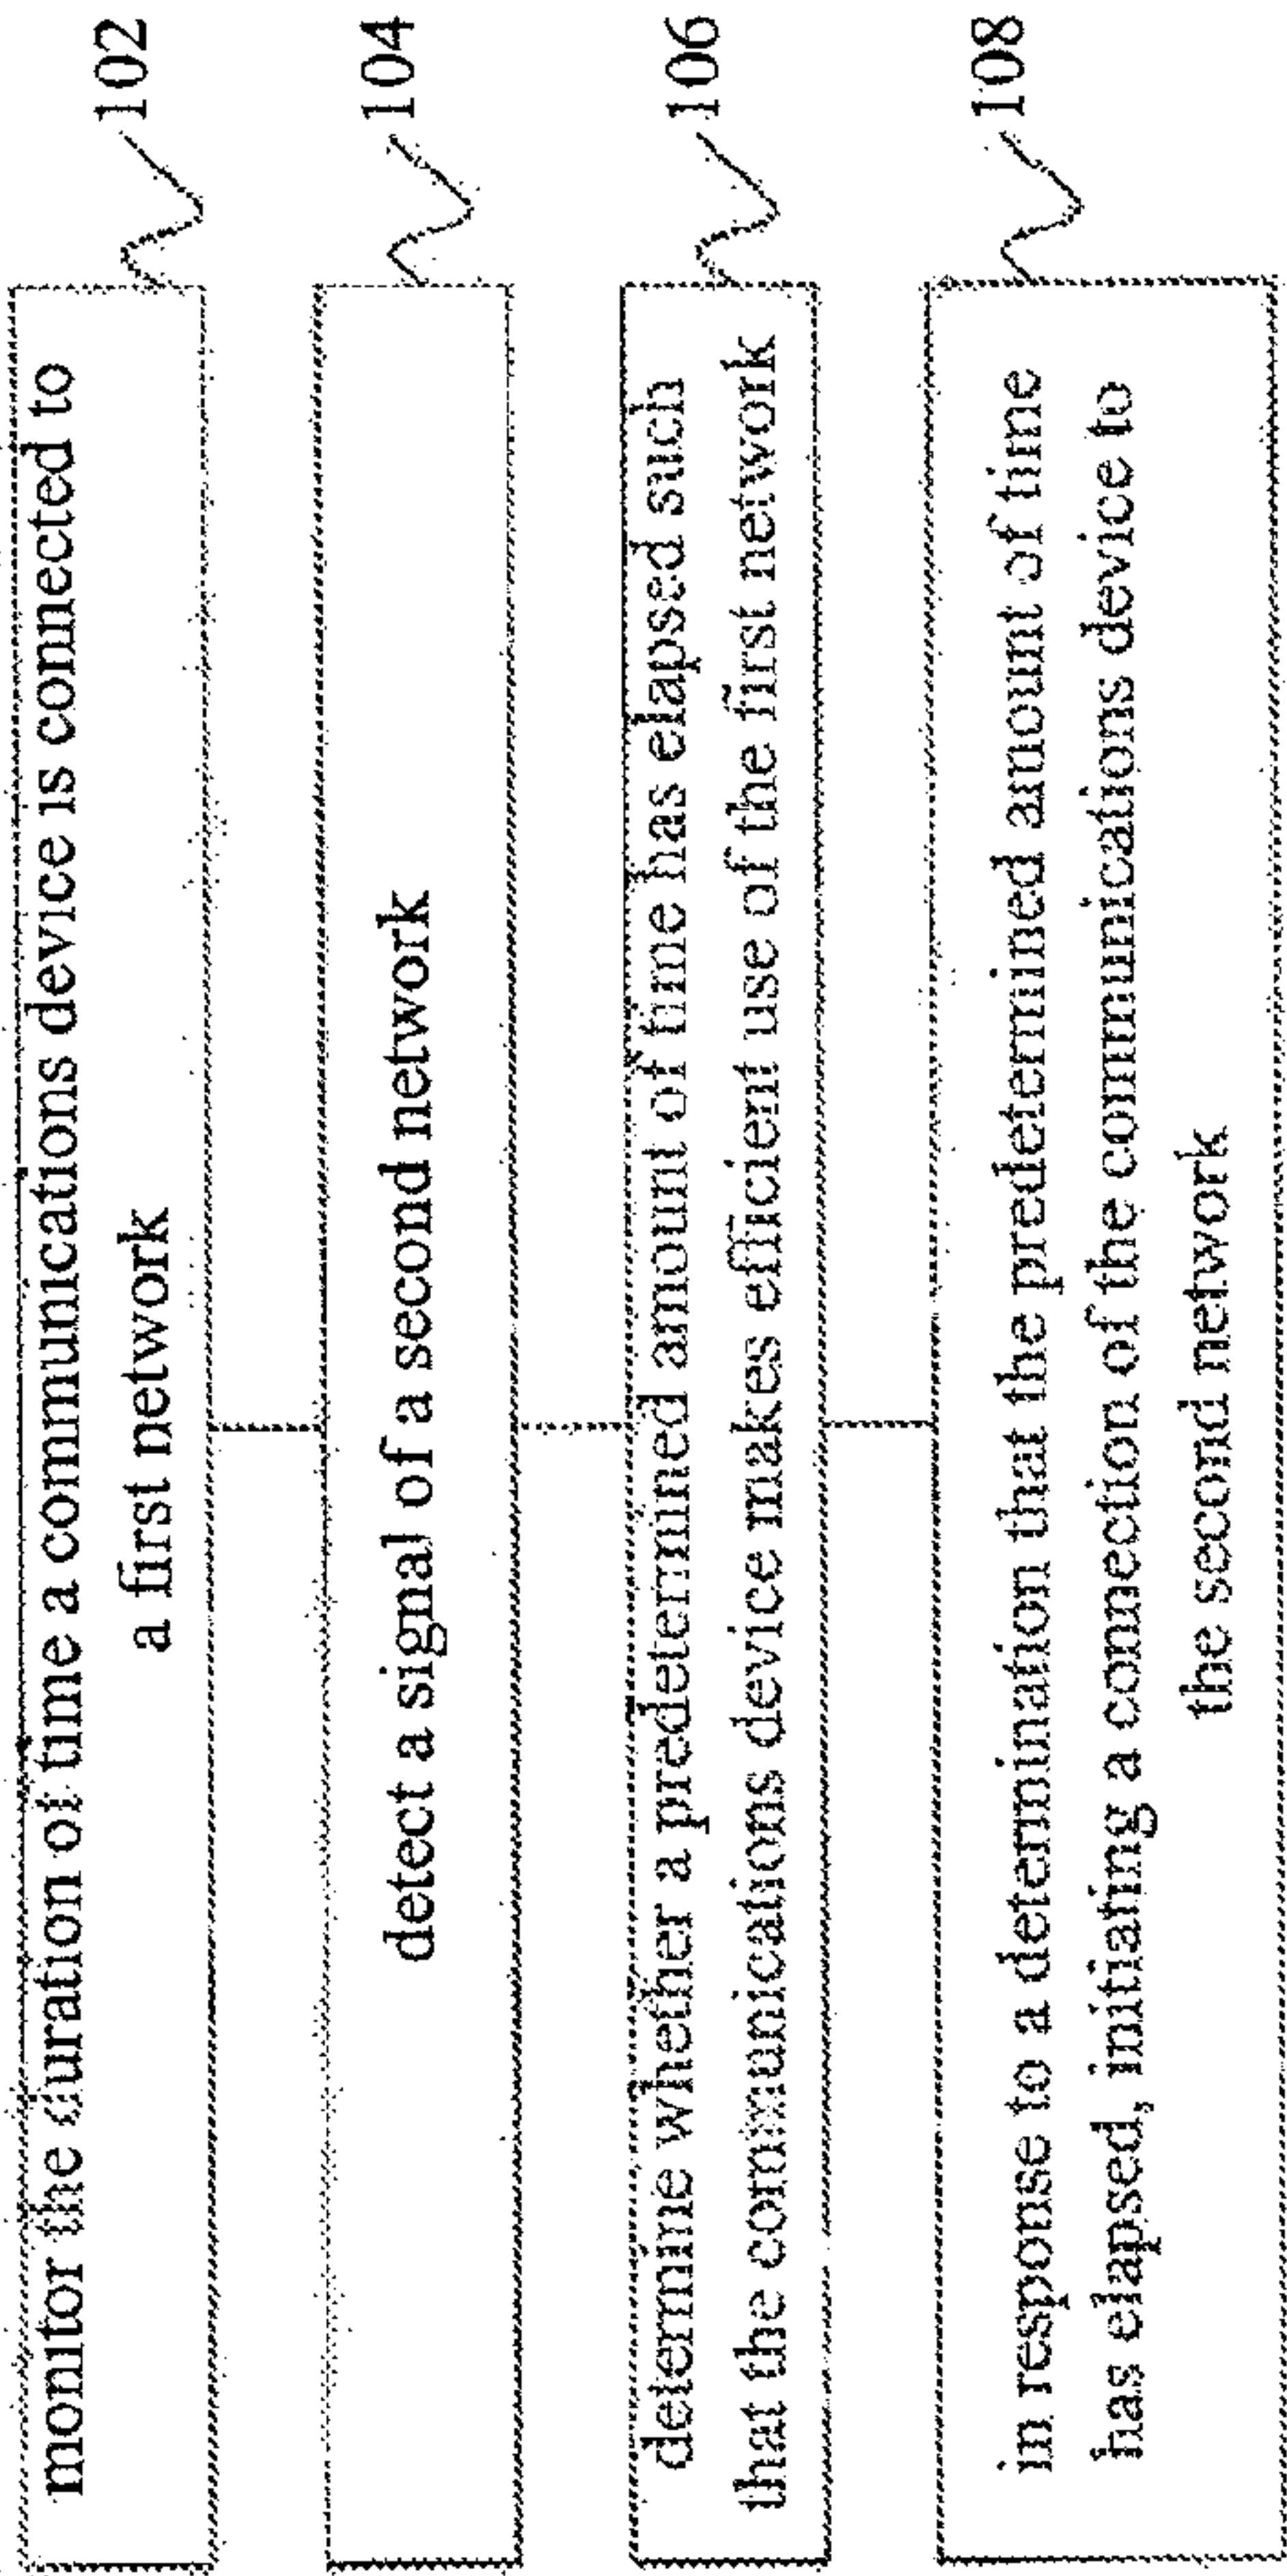 monitor the duration of time a communications device is connected to
a first network
102
detect a signal of a second network
104
determine whether a predetermined amount of time has elapsed such
that the communications device makes efficient use of the first network
106
in response to a determination that the predetermined amount of time
has elapsed, initiating a connection of the communications device to
the second network
108